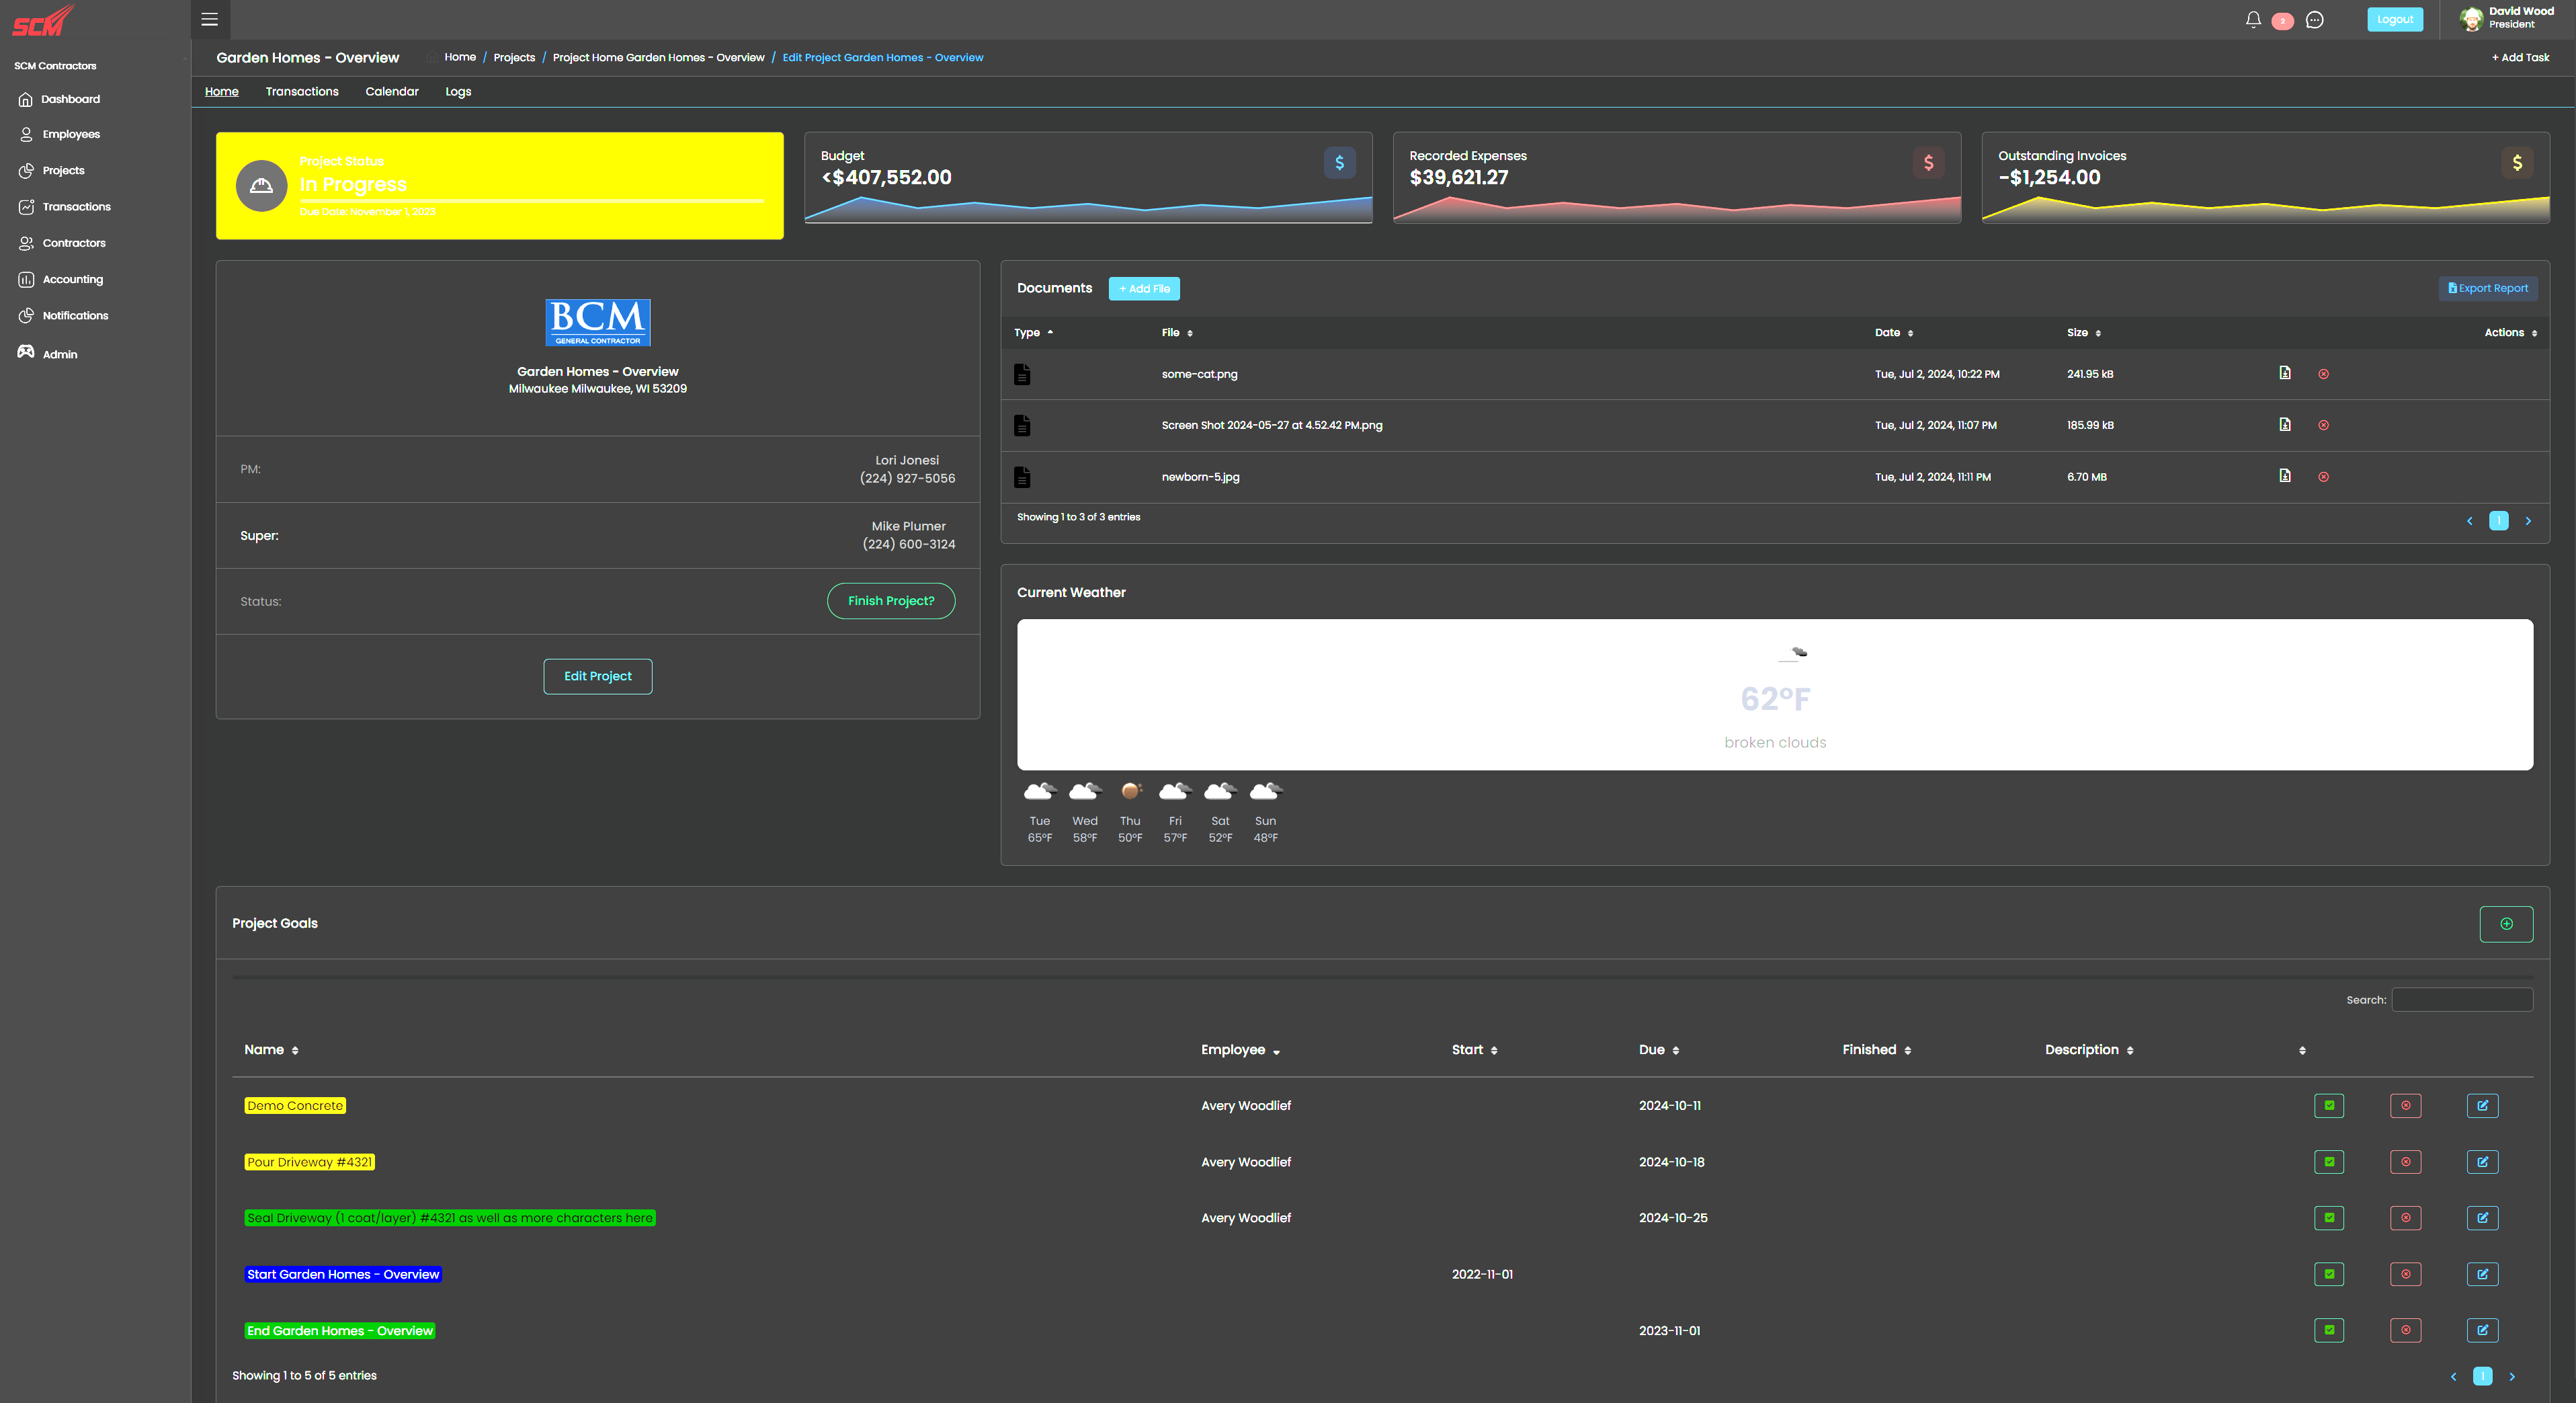 SCM
2
Logout
David Wood
President
SCM Contractors
Dashboard
Employees
Projects
Transactions
Contractors
Accounting
Notifications
Admin
Garden Homes - Overview
Home / Projects / Project Home Garden Homes - Overview / Edit Project Garden Homes - Overview
+ Add Task
Home Transactions Calendar Logs
Project Status
In Progress
Due Date: November 1, 2023
Budget
<$407,552.00
$
Recorded Expenses
$39,621.27
$
Outstanding Invoices
-$1,254.00
$
BCM
GENERAL CONTRACTOR
Garden Homes - Overview
Milwaukee Milwaukee, WI 53209
PM:
Lori Jonesi
(224) 927-5056
Super:
Mike Plumer
(224) 600-3124
Status:
Finish Project?
Edit Project
Documents
+ Add File
Export Report
Type File Date Size Actions
some-cat.png Tue, Jul 2, 2024, 10:22 PM 241.95 kB
Screen Shot 2024-05-27 at 4.52.42 PM.png Tue, Jul 2, 2024, 11:07 PM 185.99 kB
newborn-5.jpg Tue, Jul 2, 2024, 11:11 PM 6.70 MB
Showing 1 to 3 of 3 entries
1
Current Weather
62°F
broken clouds
Tue Wed Thu Fri Sat Sun
65°F 58°F 50°F 57°F 52°F 48°F
Project Goals
Search:
Name Employee Start Due Finished Description
Demo Concrete Avery Woodlief 2024-10-11
Pour Driveway #4321 Avery Woodlief 2024-10-18
Seal Driveway (1 coat/layer) #4321 as well as more characters here Avery Woodlief 2024-10-25
Start Garden Homes - Overview 2022-11-01
End Garden Homes - Overview 2023-11-01
Showing 1 to 5 of 5 entries
1